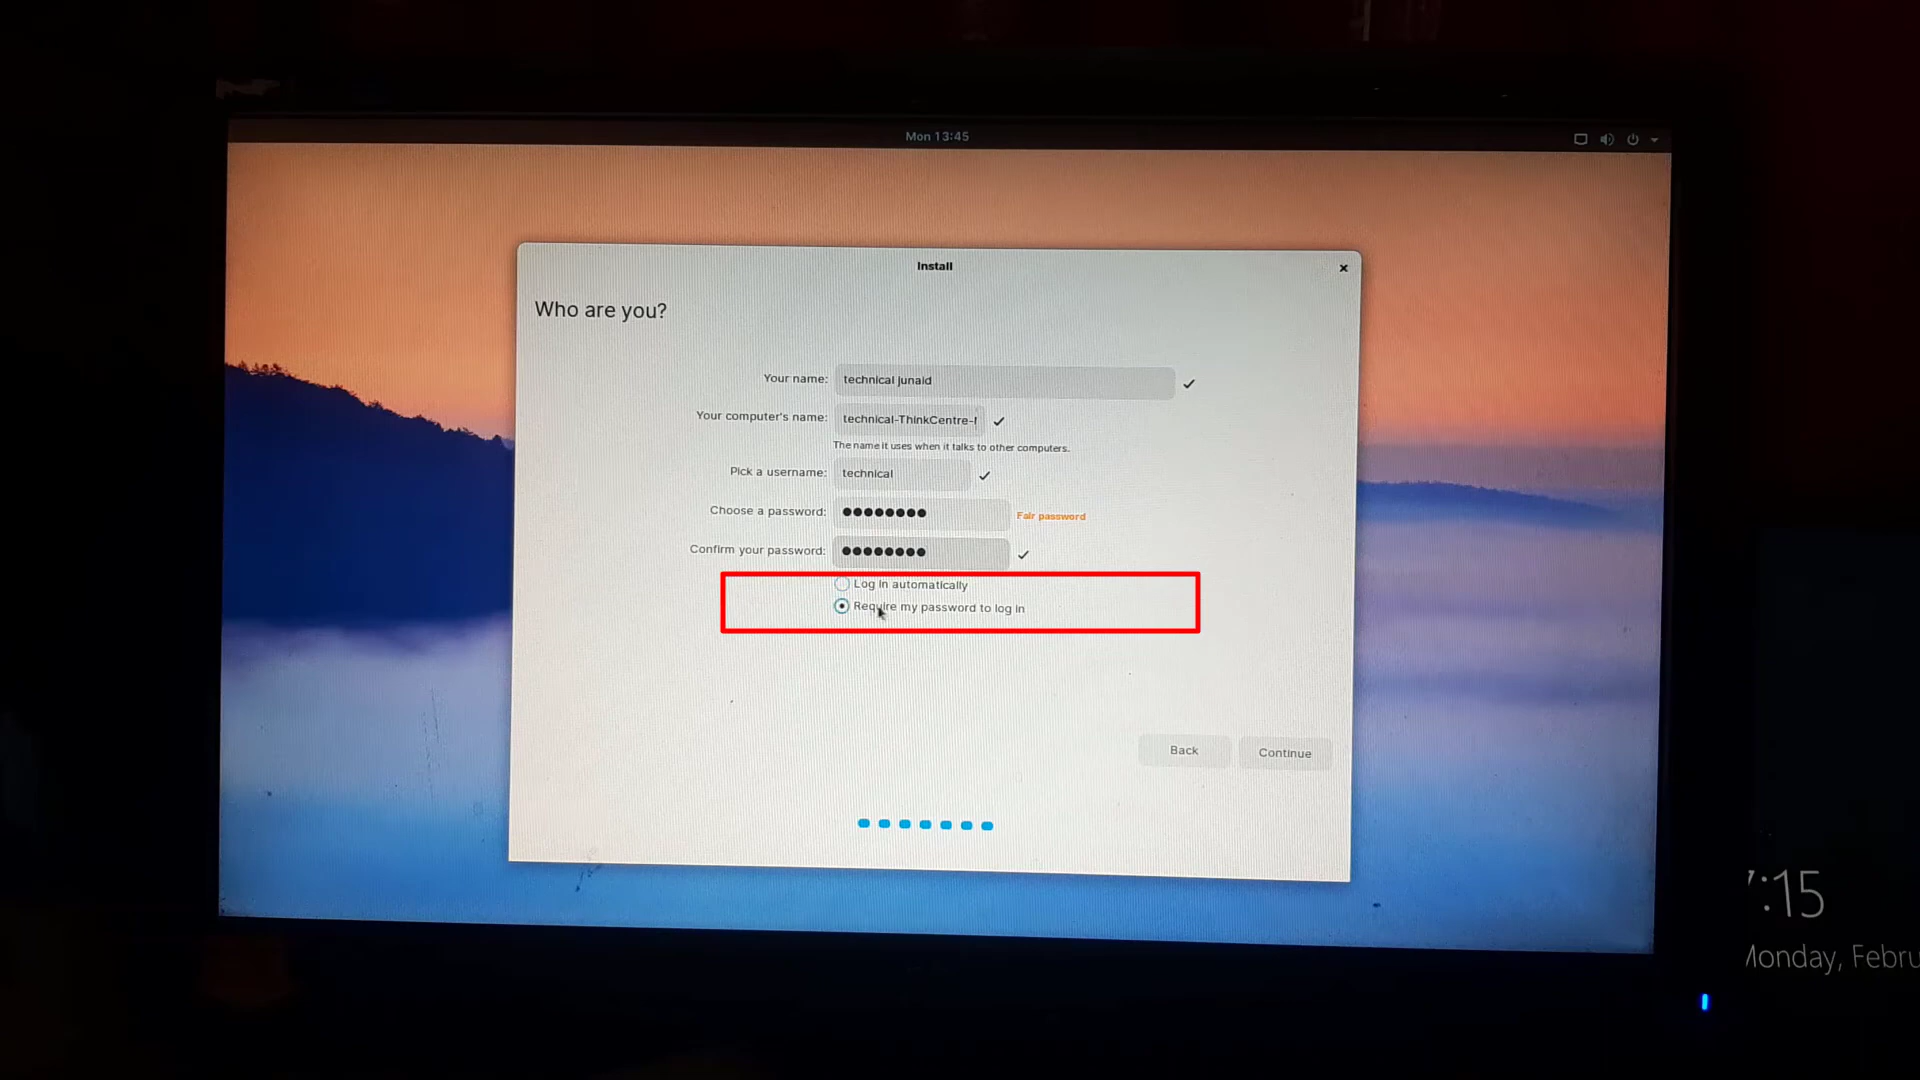 Mon 13:45
Install
Who are you?
Your name: technical junaid
Your computer's name: technical-ThinkCentre-
The name it uses when it talks to other computers.
Pick a username: technical
Choose a password: ●●●●●●●● Fair password
Confirm your password: ●●●●●●●●
Log in automatically
Require my password to log in
Back Continue
:15
Monday, Febru